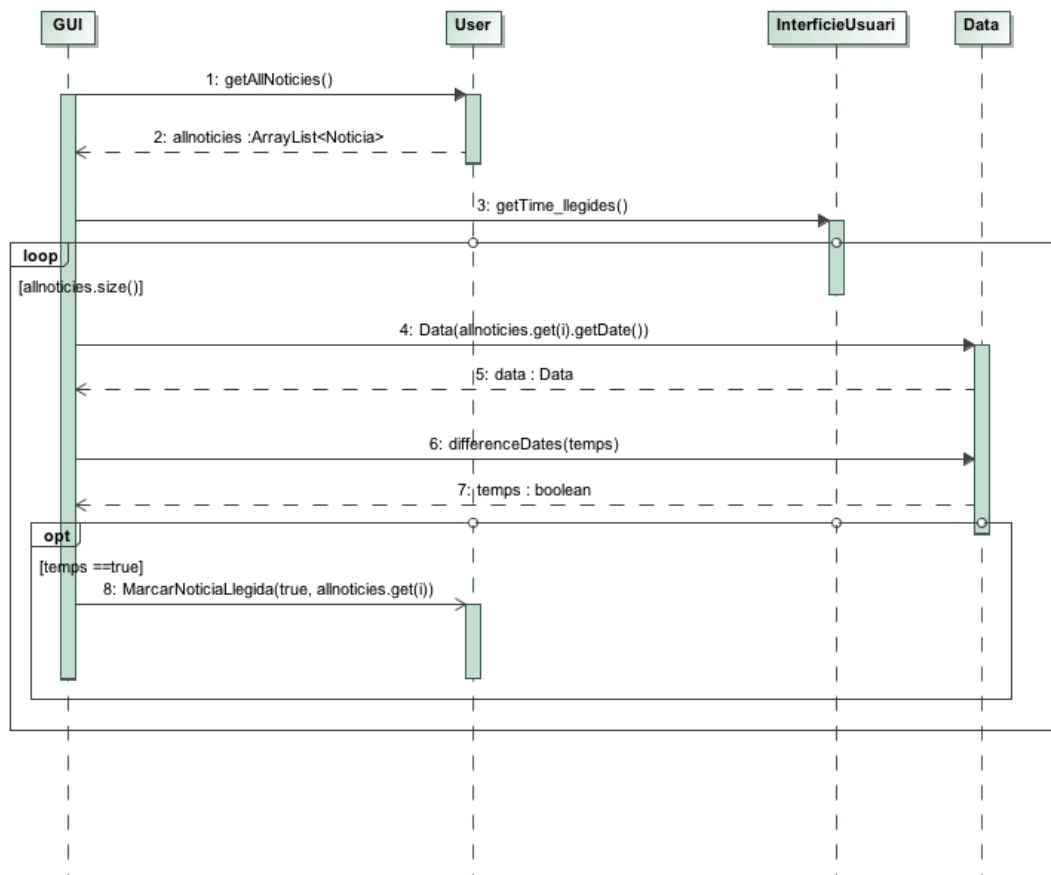 GUI
User
InterficieUsuari
Data
1: getAllNoticies()
2: allnoticies :ArrayList<Noticia>
3: getTime_llegides()
loop
[allnoticies.size()]
4: Data(allnoticies.get(i).getDate())
5: data : Data
6: differenceDates(temps)
7: temps : boolean
opt
[temps ==true]
8: MarcarNoticiaLlegida(true, allnoticies.get(i))